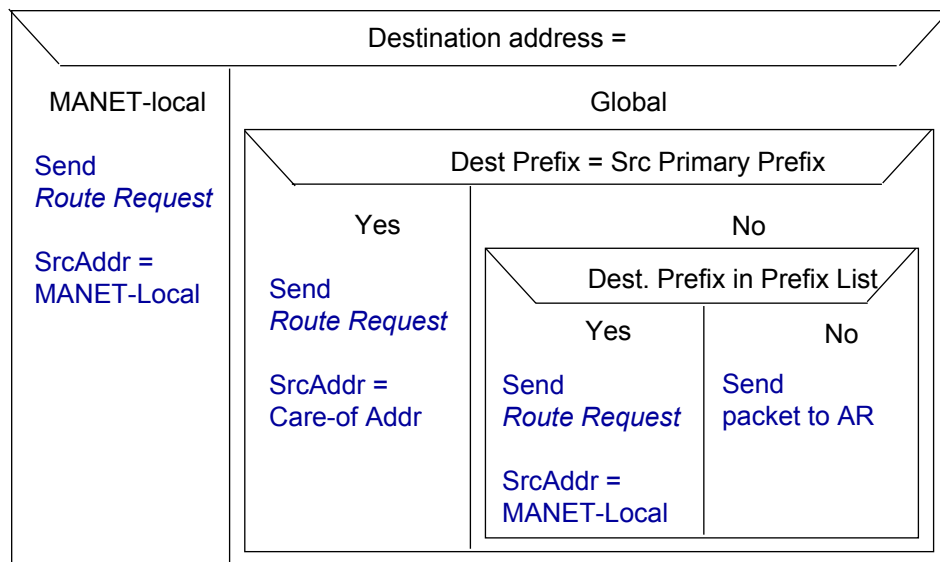 Destination address =
MANET-local
Send
Route Request
SrcAddr =
MANET-Local
Global
Dest Prefix = Src Primary Prefix
Yes
Send
Route Request
SrcAddr =
Care-of Addr
No
Dest. Prefix in Prefix List
Yes
Send
Route Request
SrcAddr =
MANET-Local
No
Send
packet to AR